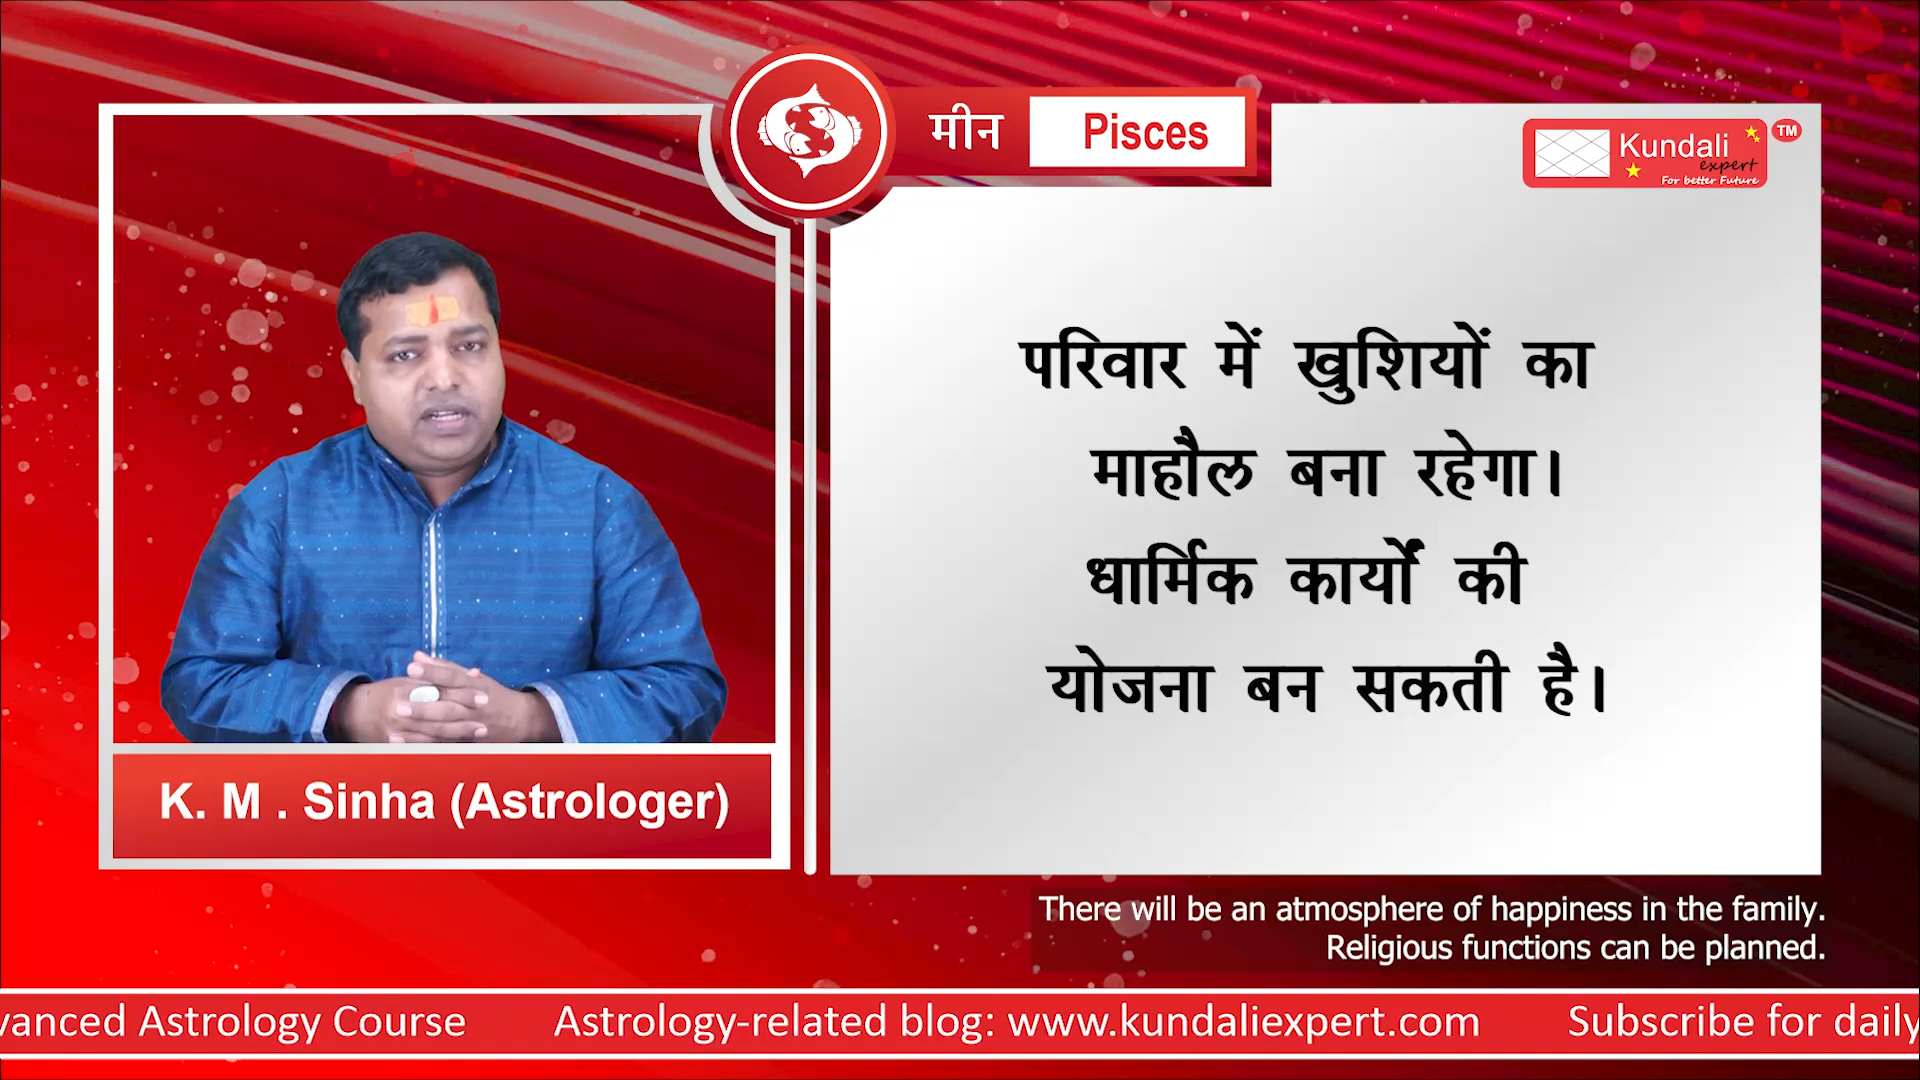 मीन Pisces
Kundali
expert
For better Future
TM
परिवार में खुशियों का
माहौल बना रहेगा।
धार्मिक कार्यों की
योजना बन सकती है।
K. M . Sinha (Astrologer)
There will be an atmosphere of happiness in the family.
Religious functions can be planned.
vanced Astrology Course Astrology-related blog: www.kundaliexpert.com Subscribe for daily